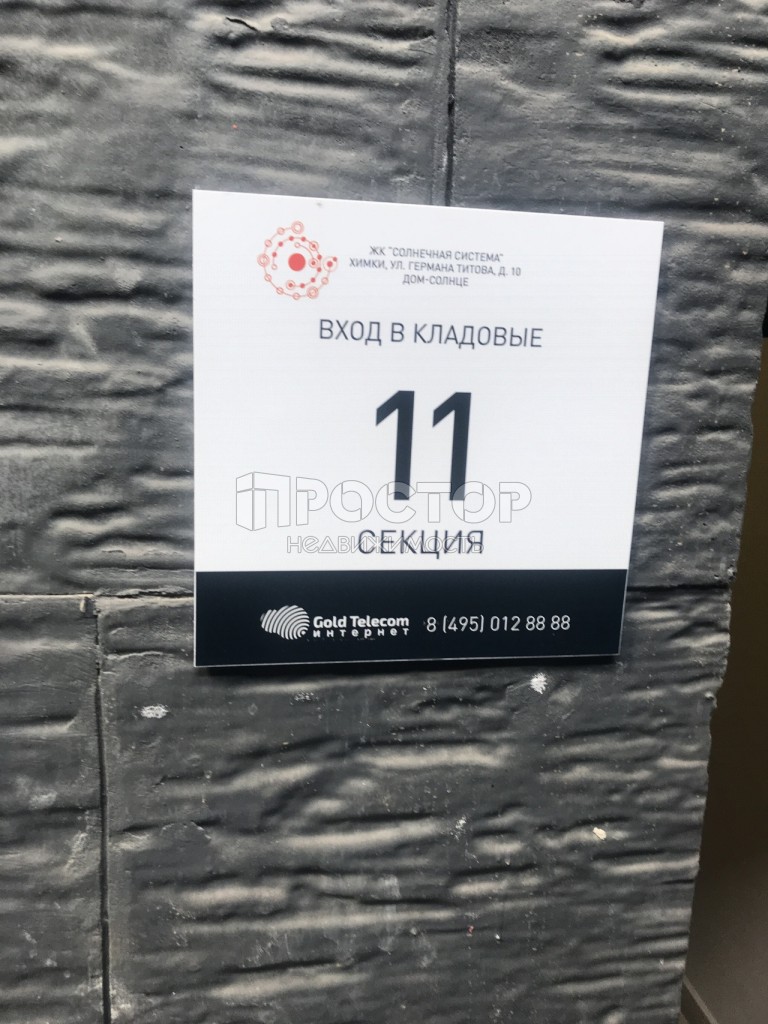 ЖК "СОЛНЕЧНАЯ СИСТЕМА"
ХИМКИ, УЛ. ГЕРМАНА ТИТОВА, Д. 10
ДОМ-СОЛНЦЕ
ВХОД В КЛАДОВЫЕ
11
ПРОСТОР
НЕДВИЖИМОСТЬ
СЕКЦИЯ
Gold Telecom
интернет
8 (495) 012 88 88